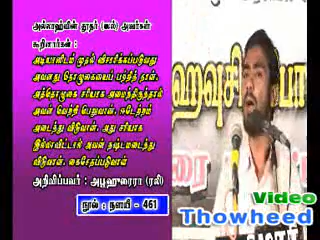 அல்லாஹ்வின் தூதர் (ஸல்) அவர்கள்
கூறினார்கள் :
அடியானிடம் முதல் விசாரிக்கப்படுவது
அவனது தொழுகையைப் பற்றித் தான்.
அத்தொழுகை சரியாக அமைந்திருந்தால்
அவன் வெற்றி பெறுவான். ஈடேற்றம்
அடைந்து விடுவான். அது சரியாக
இல்லாவிட்டால் அவன் நஷ்டமடைந்து
விடுவான். கைசேதப்படுவான்
அறிவிப்பவர் : அபூஹுரைரா (ரலி)
நூல் : நஸயீ - 461
Video
Thowheed